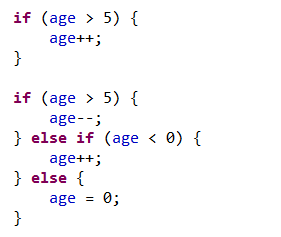 if (age > 5) {
    age++;
}

if (age > 5) {
    age--;
} else if (age < 0) {
    age++;
} else {
    age = 0;
}